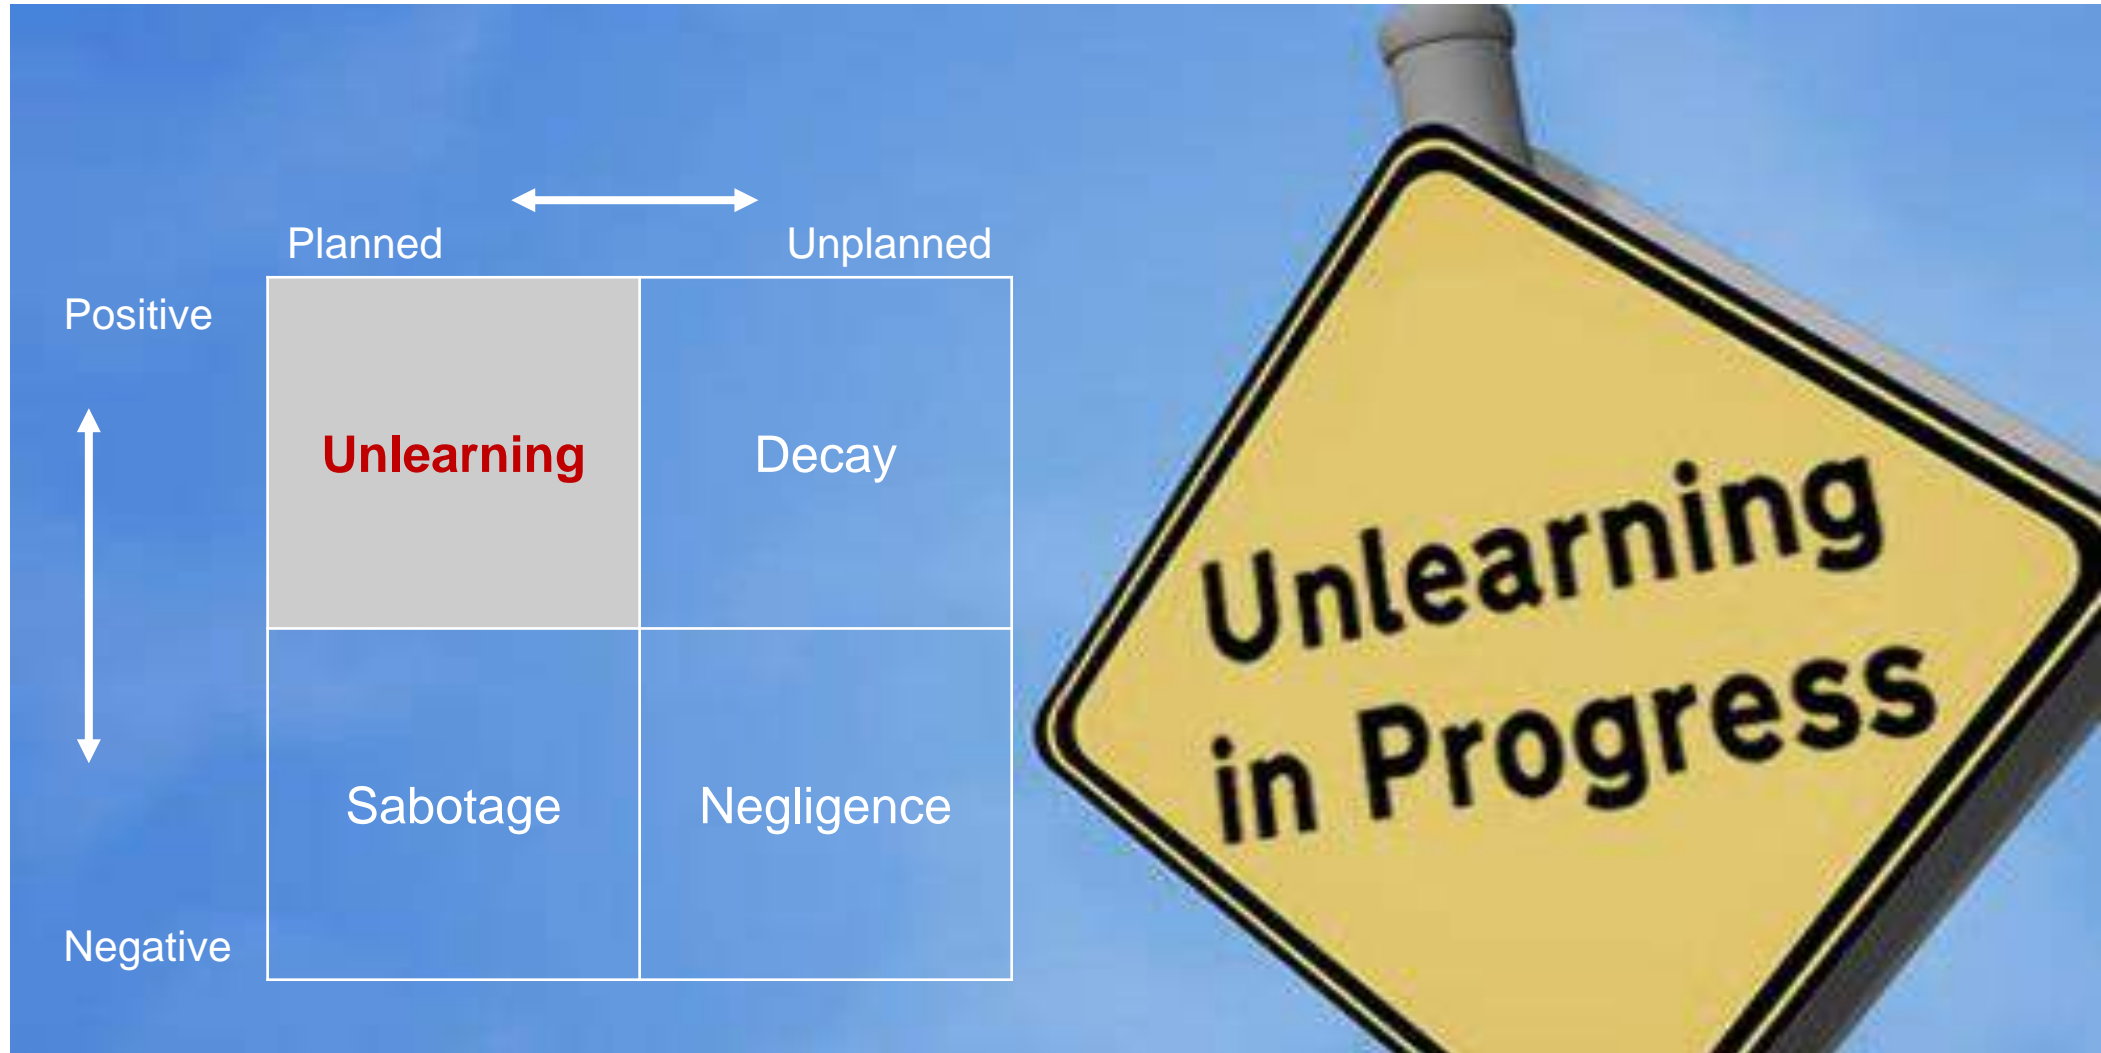 Planned Unplanned
Positive
Unlearning Decay
Sabotage Negligence
Negative
Unlearning
in Progress